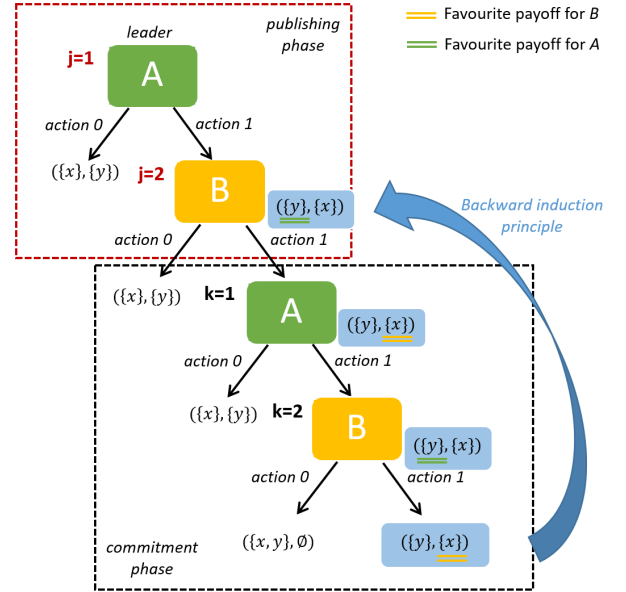 Favourite payoff for B
Favourite payoff for A
leader
publishing
phase
j=1
A
action 0
action 1
({x},{y})
j=2
B
({y},{x})
Backward induction
principle
action 0
action 1
({x},{y})
k=1
A
({y},{x})
action 0
action 1
({x},{y})
k=2
B
({y},{x})
action 0
action 1
({x, y}, ∅)
({y},{x})
commitment
phase